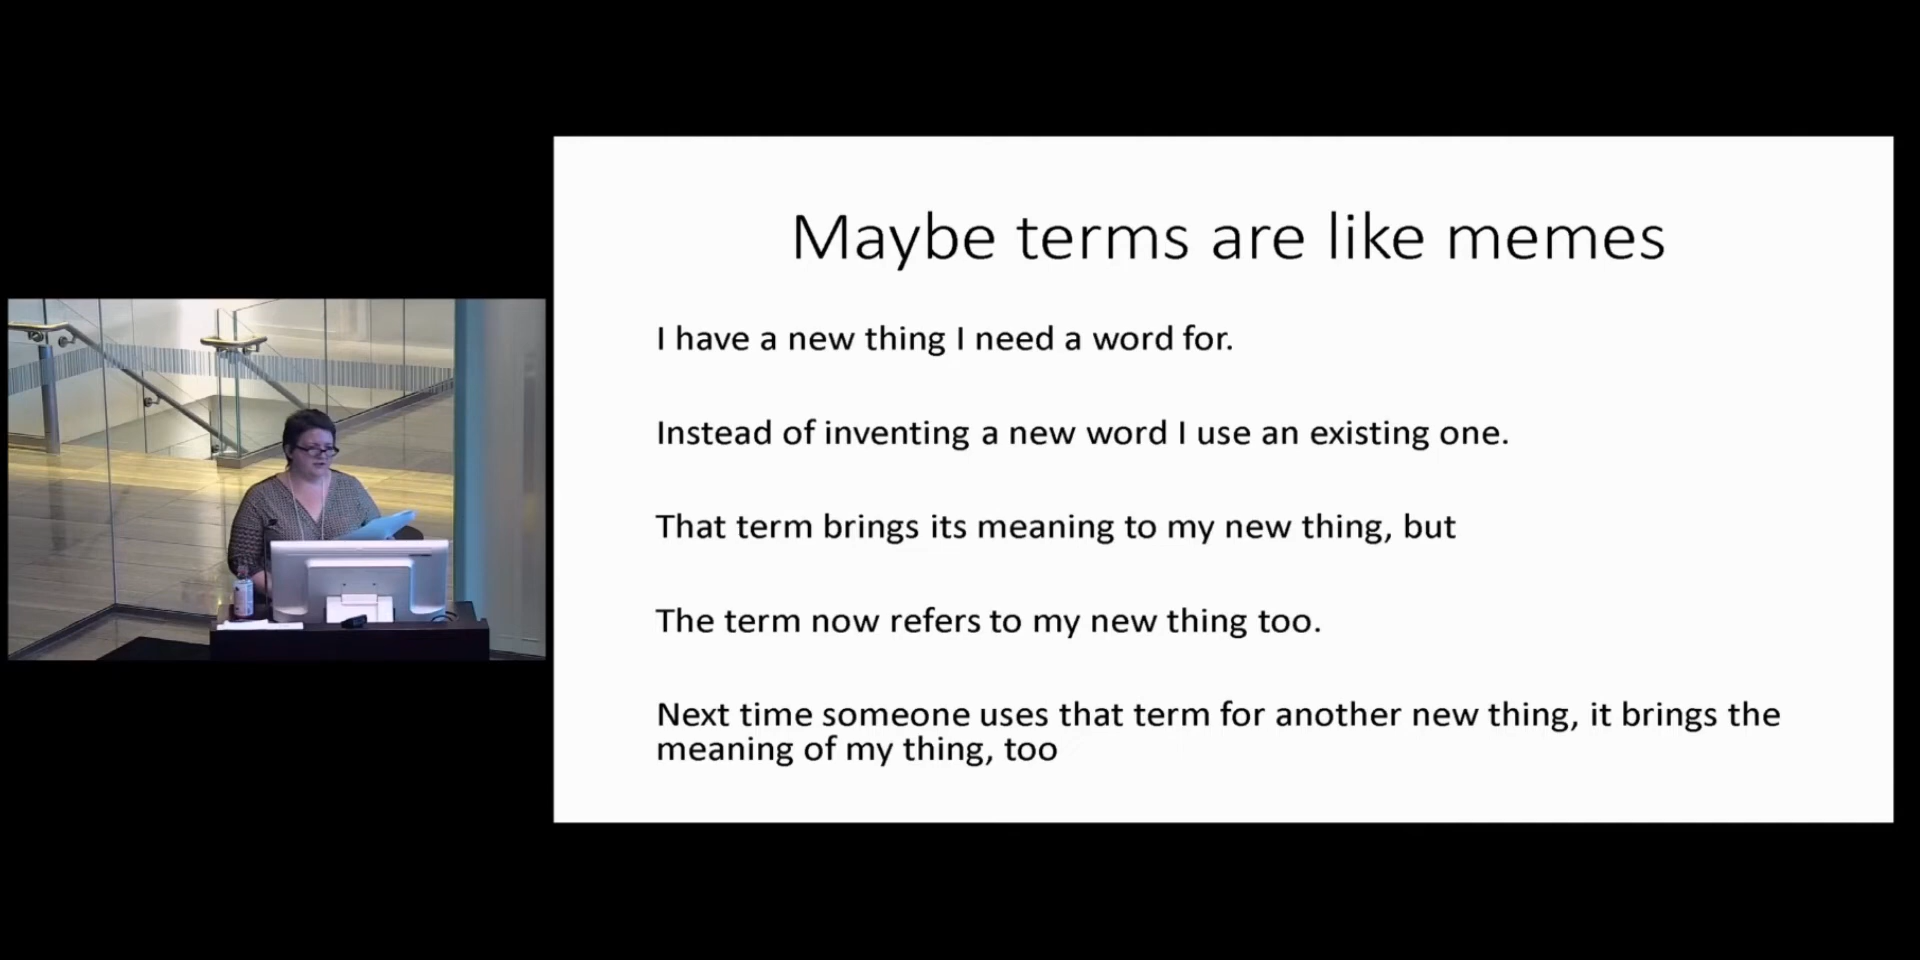 Maybe terms are like memes
I have a new thing I need a word for.
Instead of inventing a new word I use an existing one.
That term brings its meaning to my new thing, but
The term now refers to my new thing too.
Next time someone uses that term for another new thing, it brings the
meaning of my thing, too